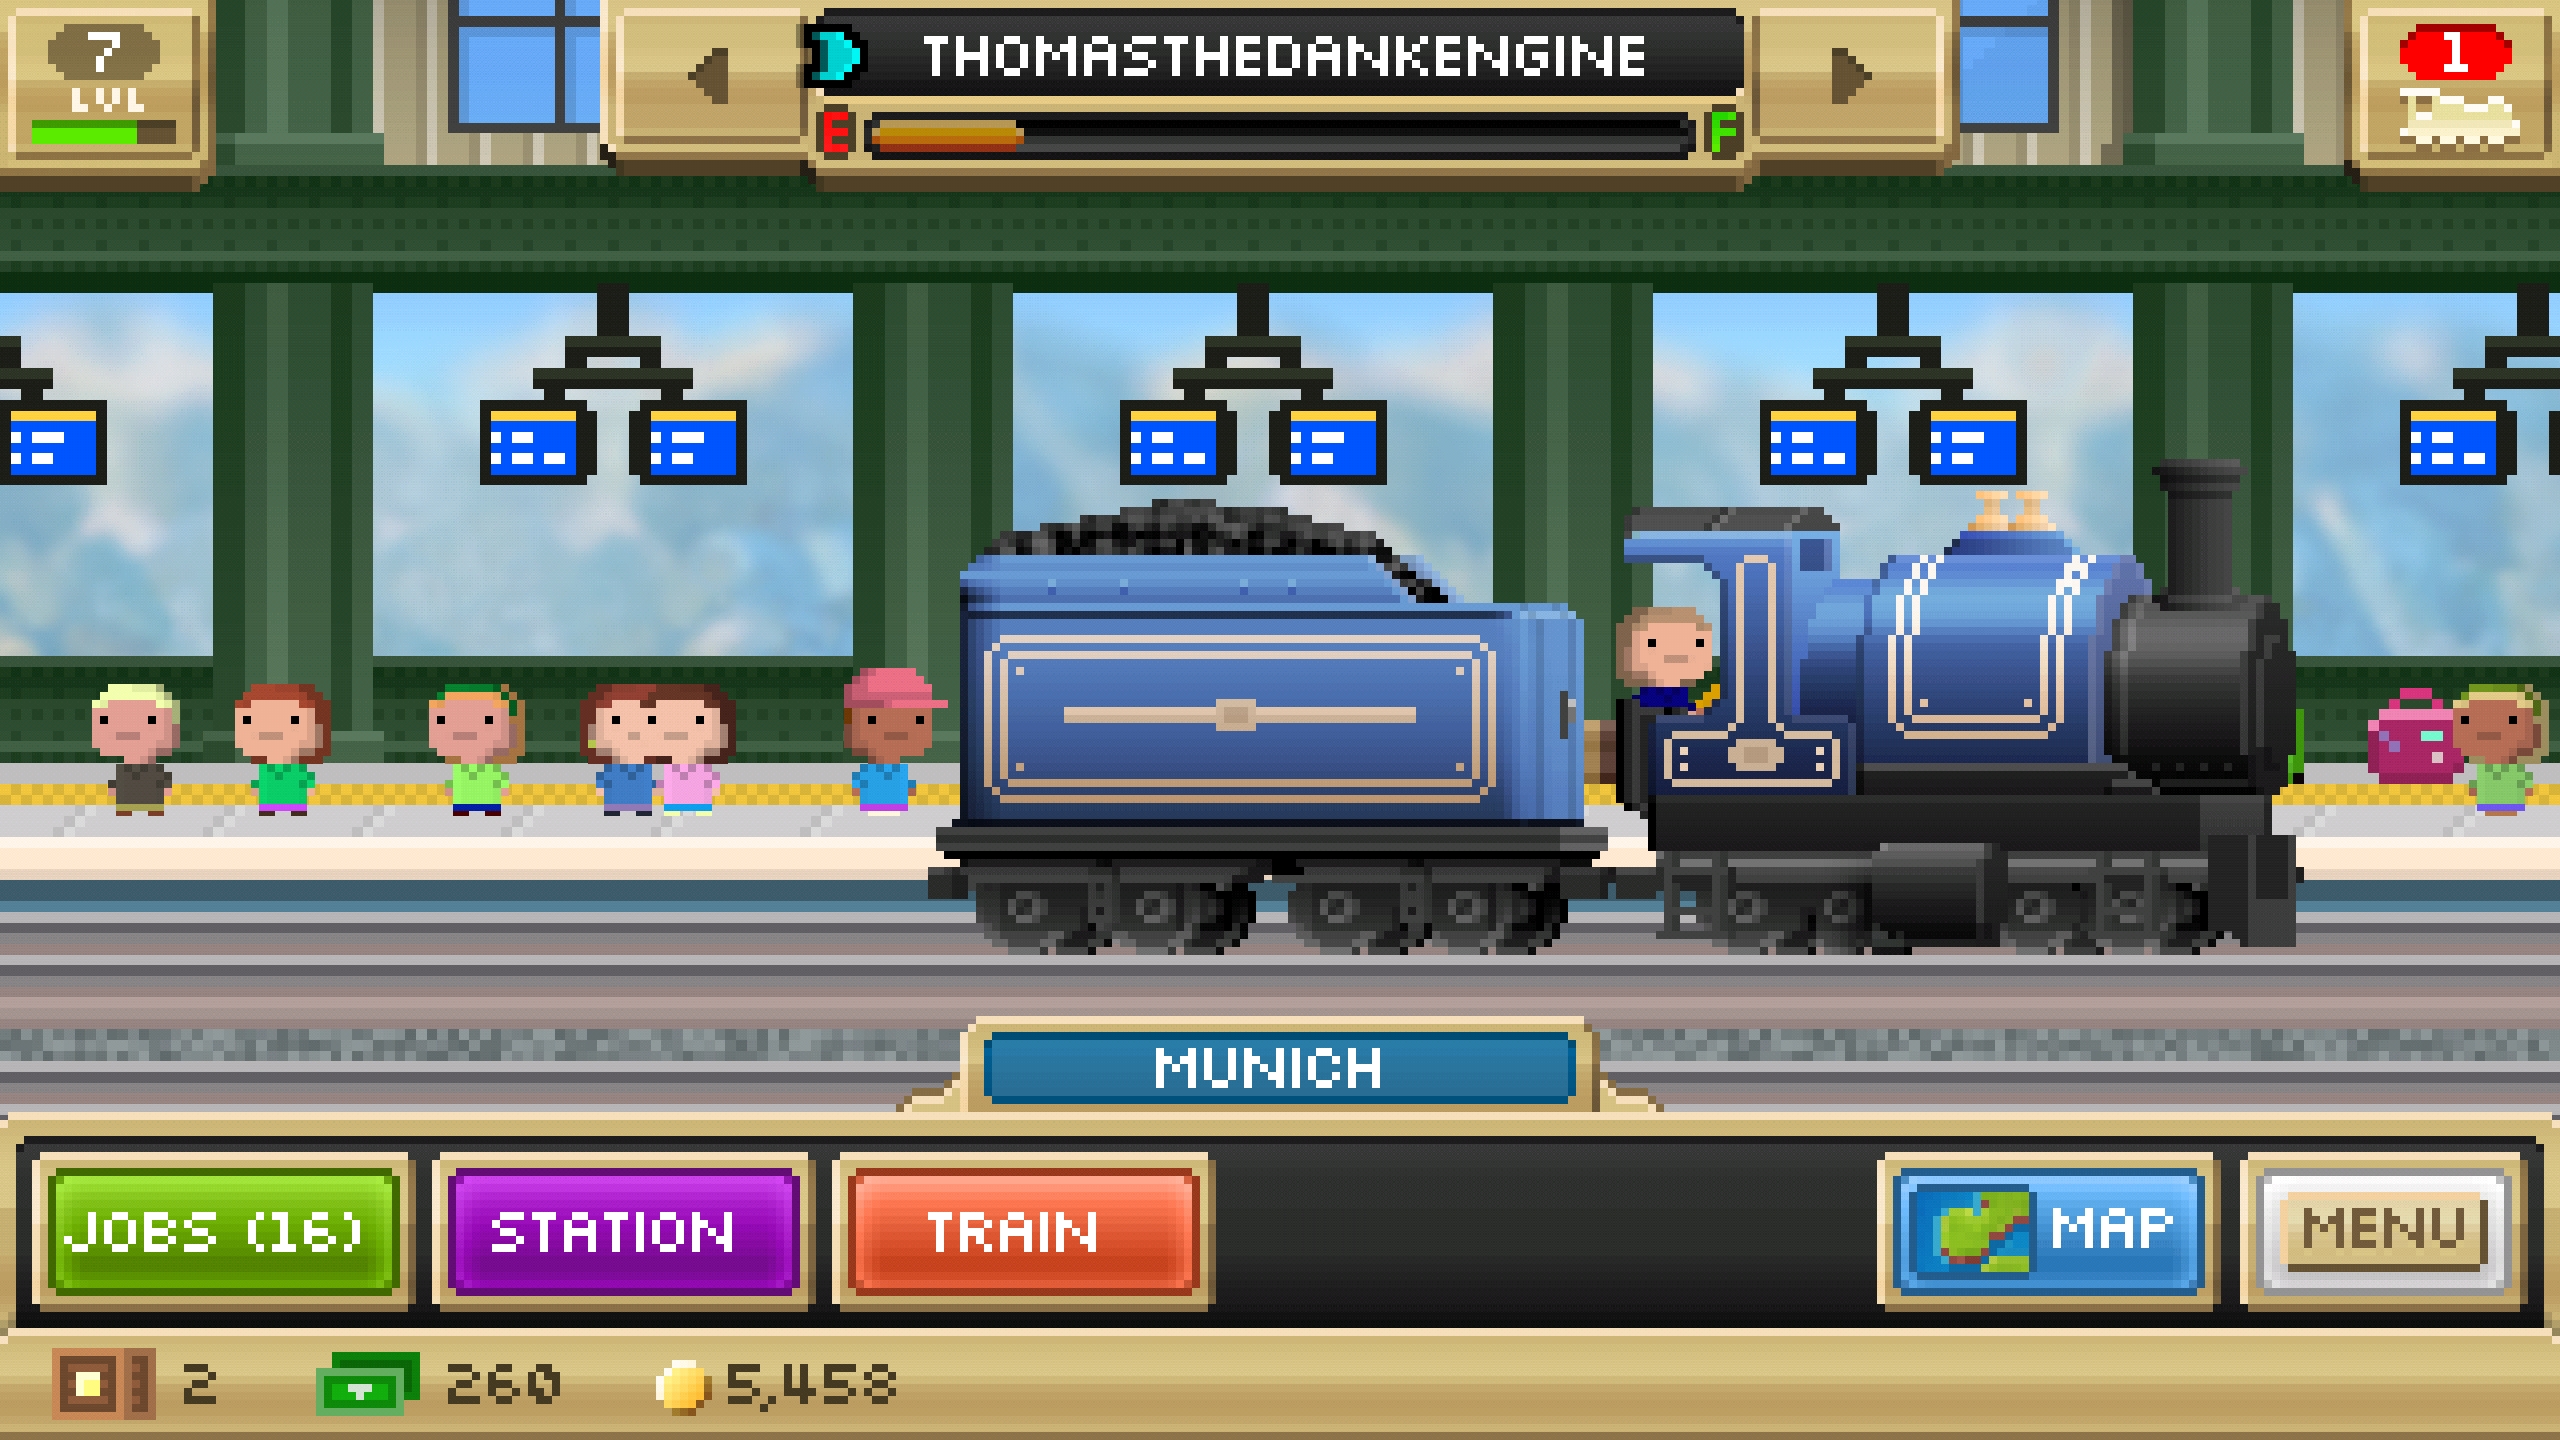 7
LVL
THOMASTHEDANKENGINE
E F
1
MUNICH
JOBS (16) STATION TRAIN MAP MENU
2 260 5,458